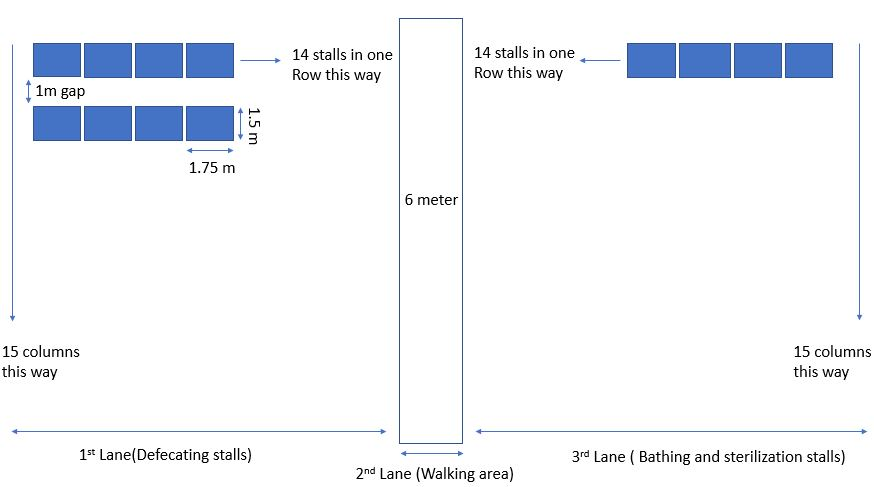 14 stalls in one
Row this way
14 stalls in one
Row this way
1m gap
1.5 m
1.75 m
6 meter
15 columns
this way
15 columns
this way
1st Lane(Defecating stalls)
2nd Lane (Walking area)
3rd Lane ( Bathing and sterilization stalls)